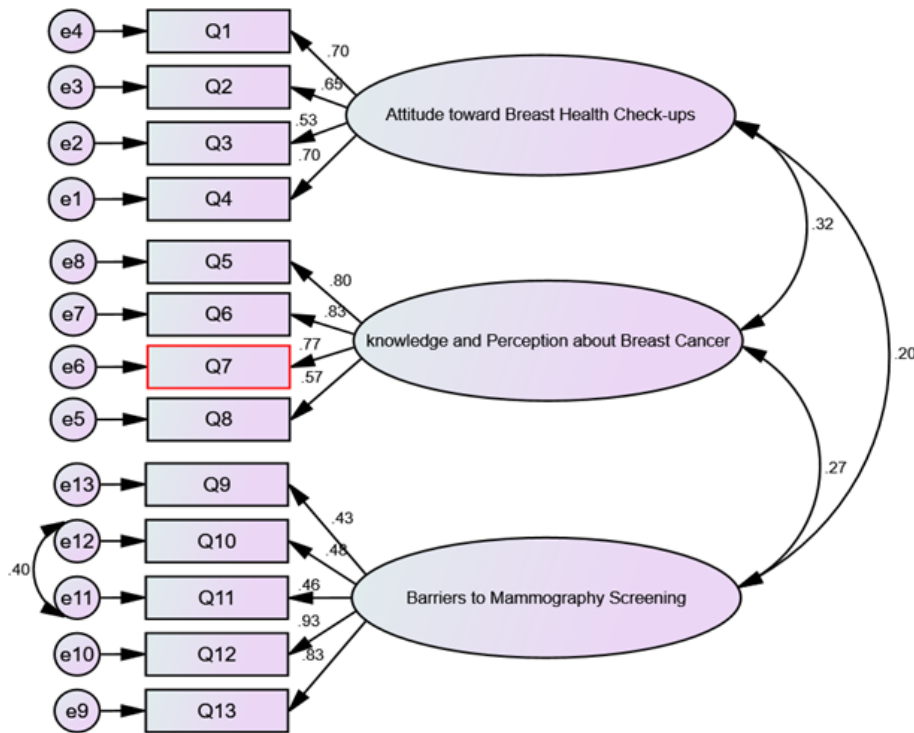 e4
Q1
.70
e3
Q2
.65
Attitude toward Breast Health Check-ups
e2
Q3
.53
e1
Q4
.70
.32
e8
Q5
.80
e7
Q6
.83
knowledge and Perception about Breast Cancer
e6
Q7
.77
.20
e5
Q8
.57
.27
e13
Q9
.43
e12
Q10
.48
.40
e11
Q11
.46
Barriers to Mammography Screening
e10
Q12
.93
e9
Q13
.83